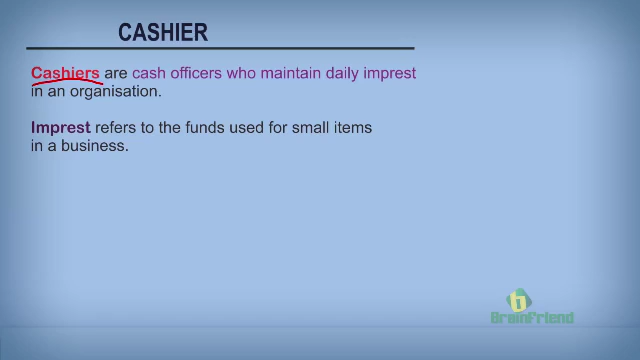 CASHIER
Cashiers are cash officers who maintain daily imprest
in an organisation.
Imprest refers to the funds used for small items
in a business.
BrainFriend